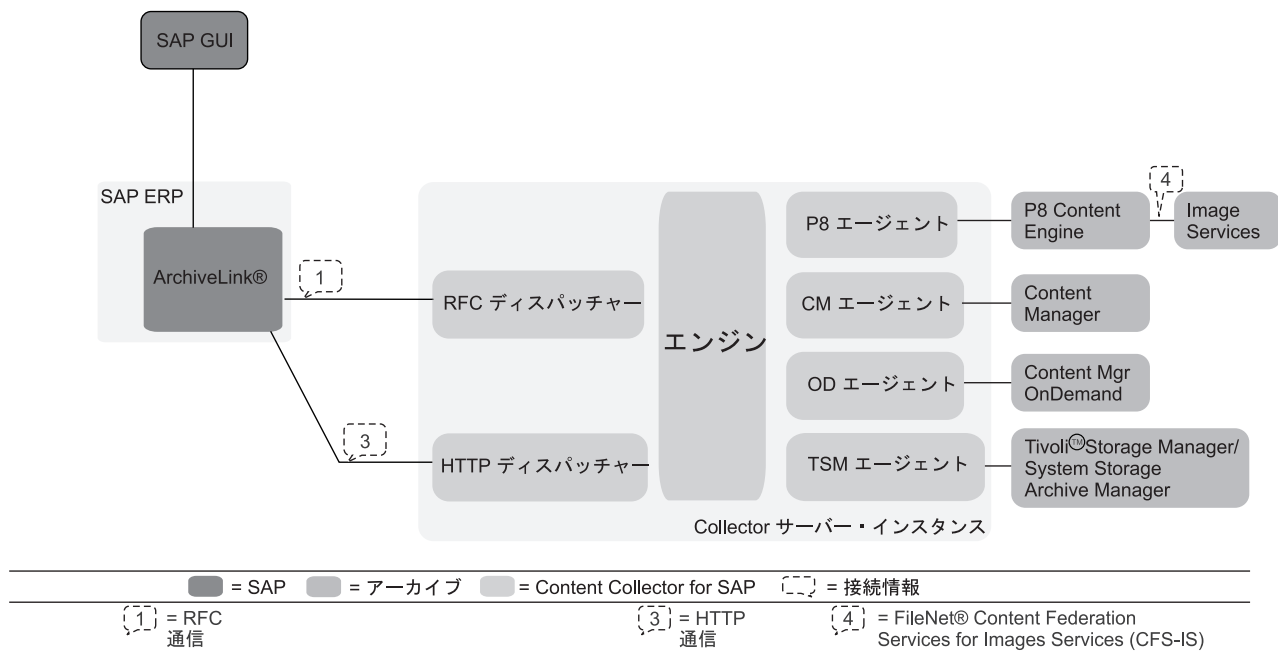 SAP GUI
SAP ERP
ArchiveLink®
1
3
RFC ディスパッチャー
HTTP ディスパッチャー
エンジン
P8 エージェント
CM エージェント
OD エージェント
TSM エージェント
Collector サーバー・インスタンス
P8 Content
Engine
4
Image
Services
Content
Manager
Content Mgr
OnDemand
Tivoli™Storage Manager/
System Storage
Archive Manager
= SAP
= アーカイブ
= Content Collector for SAP
= 接続情報
1 = RFC
通信
3 = HTTP
通信
4 = FileNet® Content Federation
Services for Images Services (CFS-IS)